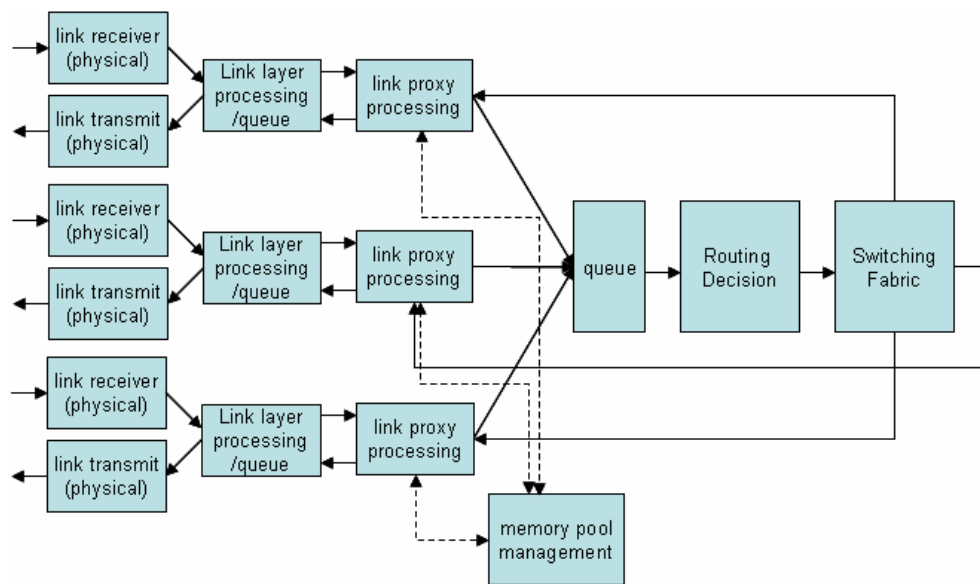 link receiver
(physical)
link transmit
(physical)
Link layer
processing
/queue
link proxy
processing
link receiver
(physical)
link transmit
(physical)
Link layer
processing
/queue
link proxy
processing
queue
Routing
Decision
Switching
Fabric
link receiver
(physical)
link transmit
(physical)
Link layer
processing
/queue
link proxy
processing
memory pool
management